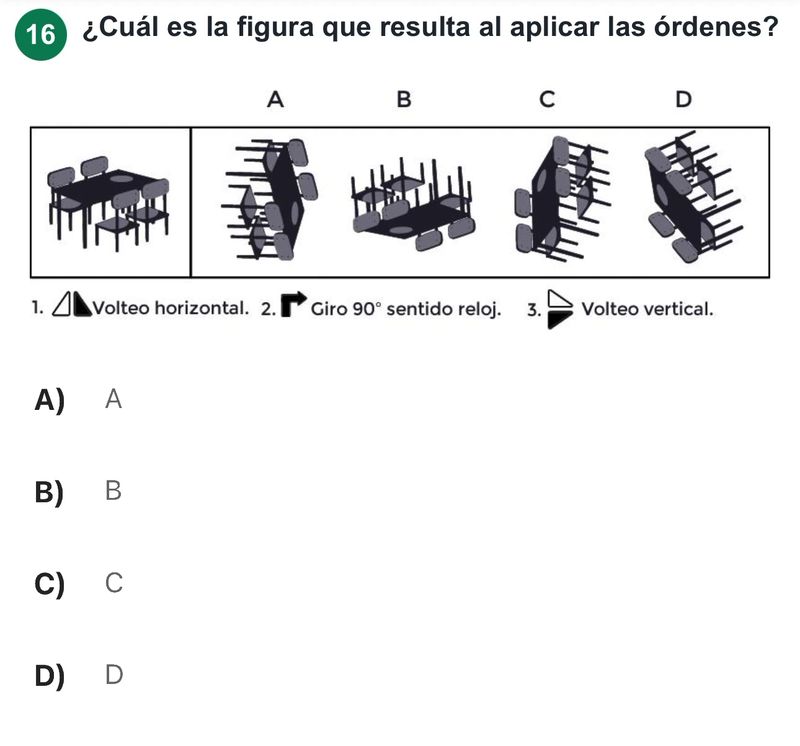 16 ¿Cuál es la figura que resulta al aplicar las órdenes?
A B C D
1. Volteo horizontal. 2. Giro 90° sentido reloj. 3. Volteo vertical.
A) A
B) B
C) C
D) D